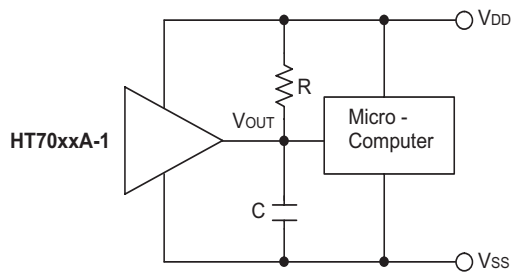 VDD
R
VOUT
Micro -
Computer
HT70xxA-1
C
VSS